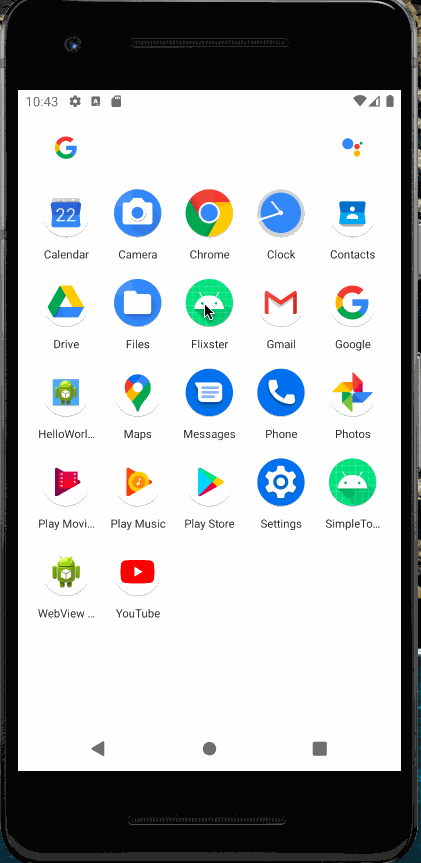 10:43 A
G
22
Calendar Camera Chrome Clock Contacts
G
Drive Files Flixster Gmail Google
HelloWorl... Maps Messages Phone Photos
Play Movi... Play Music Play Store Settings SimpleTo...
WebView ... YouTube